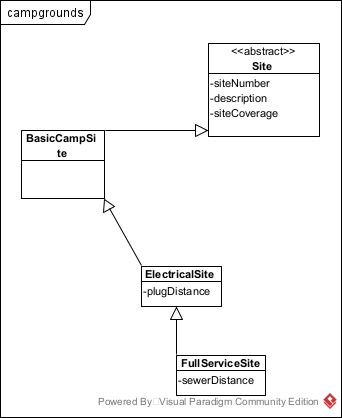 campgrounds
<<abstract>>
Site
-siteNumber
-description
-siteCoverage
BasicCampSi
te
ElectricalSite
-plugDistance
FullServiceSite
-sewerDistance
Powered By Visual Paradigm Community Edition